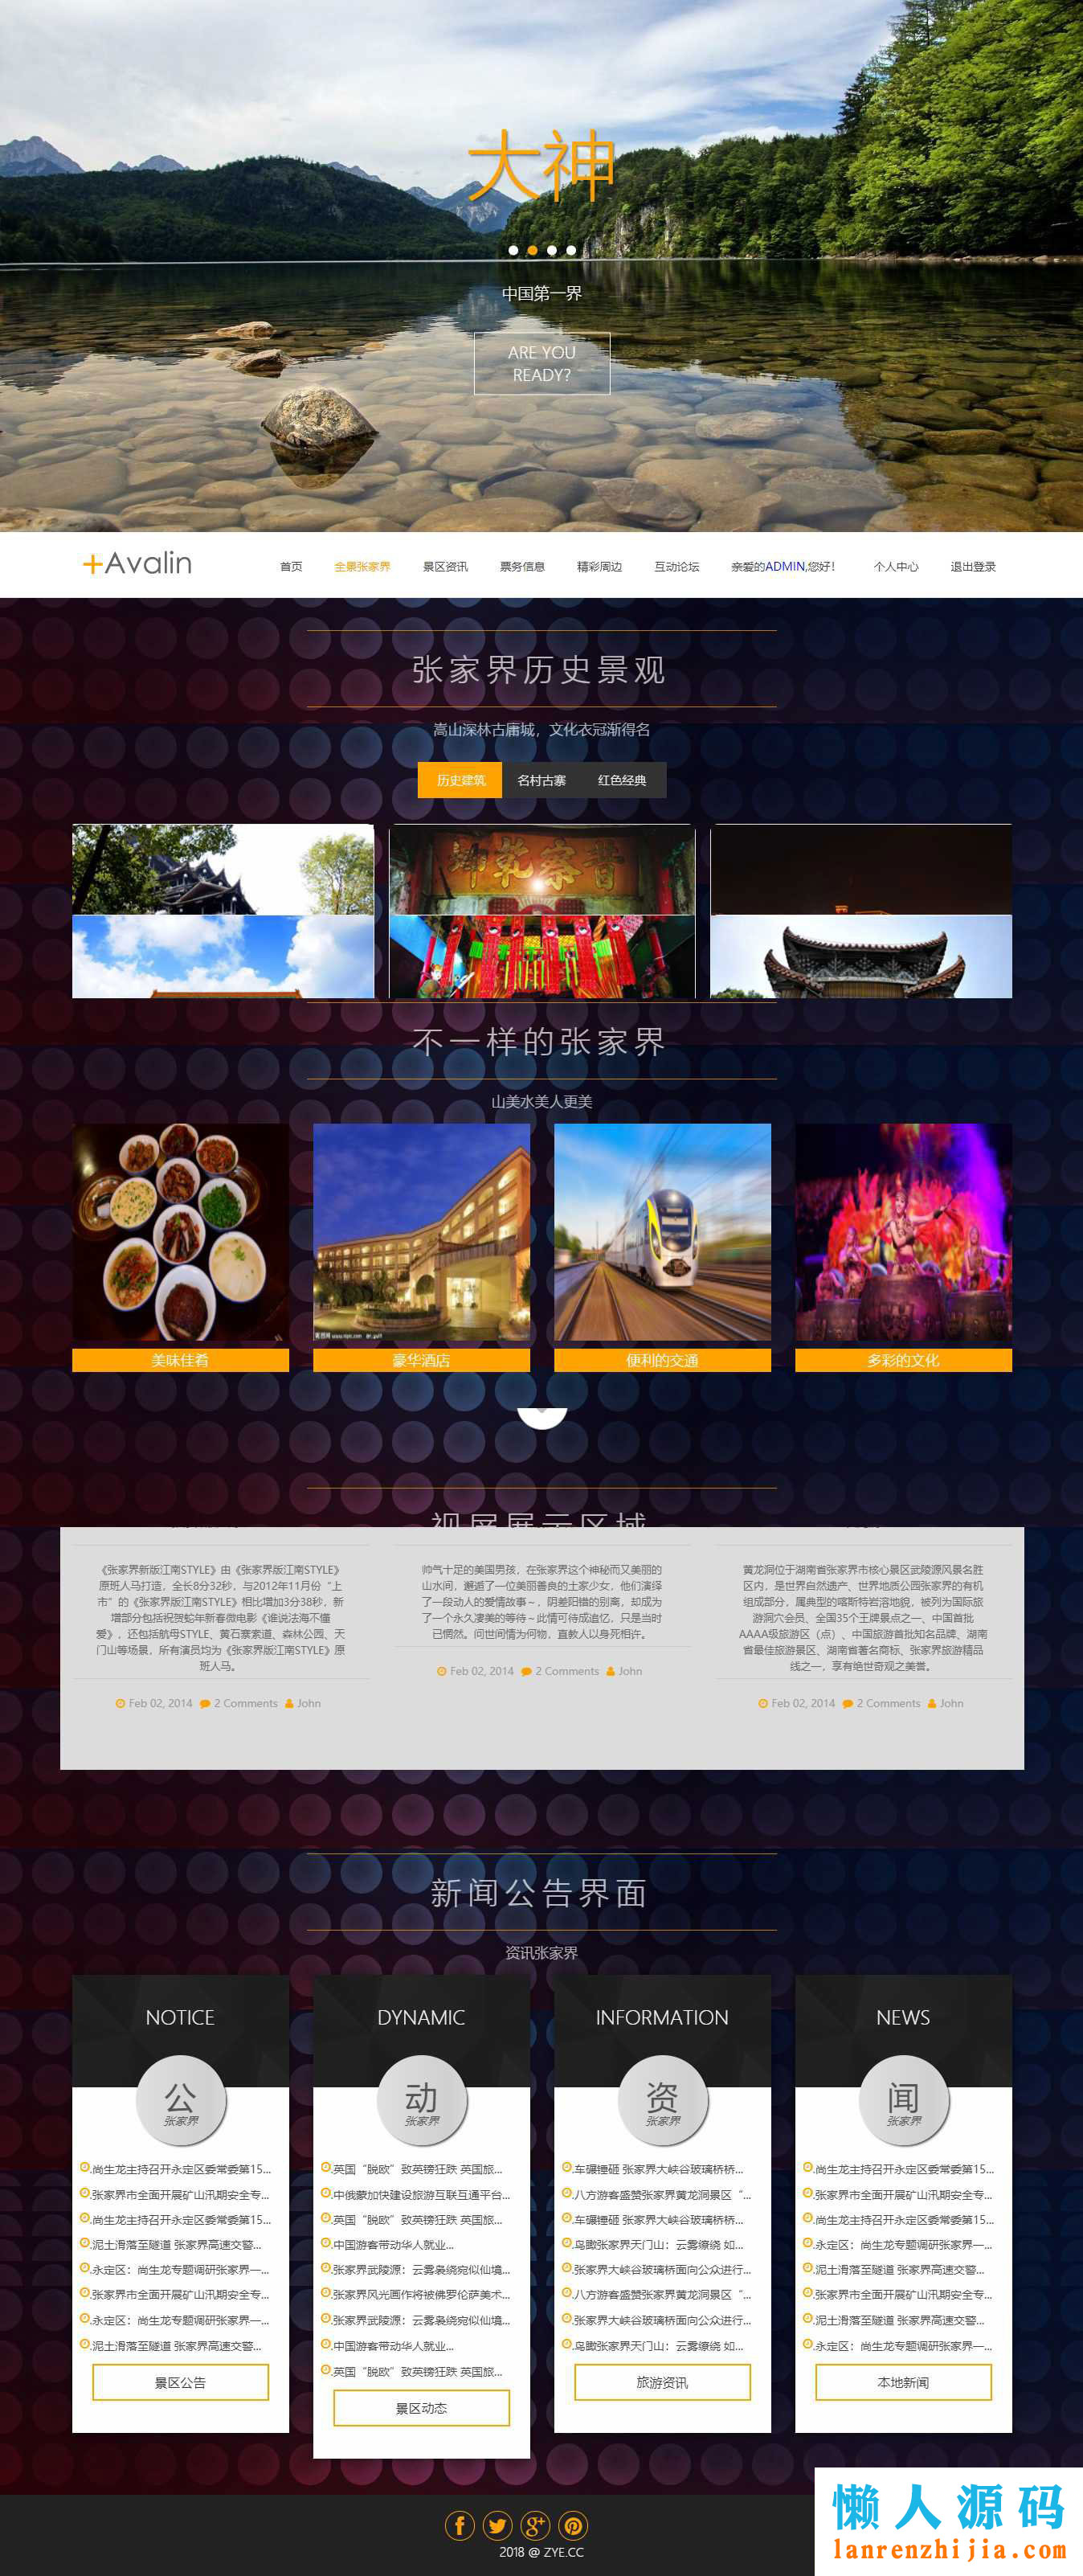 大神
中国第一界
ARE YOU
READY?
+Avalin
首页 全景张家界 景区资讯 票务信息 精彩周边 互动论坛 亲爱的ADMIN,您好! 个人中心 退出登录
张家界历史景观
嵩山深林古庸城，文化衣冠渐得名
历史建筑 名村古寨 红色经典
不一样的张家界
山美水美人更美
美味佳肴 豪华酒店 便利的交通 多彩的文化
视屏展示区域
《张家界新版江南STYLE》由《张家界版江南STYLE》
原班人马打造，全长8分32秒，与2012年11月份“上
市”的《张家界版江南STYLE》相比增加3分38秒，新
增部分包括祝贺蛇年新春微电影《谁说法海不懂
爱》，还包括航母STYLE、黄石寨索道、森林公园、天
门山等场景，所有演员均为《张家界版江南STYLE》原
班人马。
Feb 02, 2014 2 Comments John
帅气十足的美国男孩，在张家界这个神秘而又美丽的
山水间，邂逅了一位美丽善良的土家少女，他们演绎
了一段动人的爱情故事~，阴差阳错的别离，却成为
了一个永久凄美的等待~此情可待成追忆，只是当时
已惘然。问世间情为何物，直教人以身死相许。
Feb 02, 2014 2 Comments John
黄龙洞位于湖南省张家界市核心景区武陵源风景名胜
区内，是世界自然遗产、世界地质公园张家界的有机
组成部分，属典型的喀斯特岩溶地貌，被列为国际旅
游洞穴会员、全国35个王牌景点之一、中国首批
AAAA级旅游区（点）、中国旅游首批知名品牌、湖南
省最佳旅游景区、湖南省著名商标、张家界旅游精品
线之一，享有绝世奇观之美誉。
Feb 02, 2014 2 Comments John
新闻公告界面
资讯张家界
NOTICE
公
张家界
.尚生龙主持召开永定区委常委第15...
.张家界市全面开展矿山汛期安全专...
.尚生龙主持召开永定区委常委第15...
.泥土滑落至隧道 张家界高速交警...
.永定区：尚生龙专题调研张家界一...
.张家界市全面开展矿山汛期安全专...
.永定区：尚生龙专题调研张家界一...
.泥土滑落至隧道 张家界高速交警...
景区公告
DYNAMIC
动
张家界
.英国“脱欧”致英镑狂跌 英国旅...
.中俄蒙加快建设旅游互联互通平台...
.英国“脱欧”致英镑狂跌 英国旅...
.中国游客带动华人就业...
.张家界武陵源：云雾袅绕宛似仙境...
.张家界风光画作将被佛罗伦萨美术...
.张家界武陵源：云雾袅绕宛似仙境...
.中国游客带动华人就业...
.英国“脱欧”致英镑狂跌 英国旅...
景区动态
INFORMATION
资
张家界
.车碾锤砸 张家界大峡谷玻璃桥桥...
.八方游客盛赞张家界黄龙洞景区“...
.车碾锤砸 张家界大峡谷玻璃桥桥...
.鸟瞰张家界天门山：云雾缭绕 如...
.张家界大峡谷玻璃桥面向公众进行...
.八方游客盛赞张家界黄龙洞景区“...
.张家界大峡谷玻璃桥面向公众进行...
.鸟瞰张家界天门山：云雾缭绕 如...
旅游资讯
NEWS
闻
张家界
.尚生龙主持召开永定区委常委第15...
.张家界市全面开展矿山汛期安全专...
.尚生龙主持召开永定区委常委第15...
.永定区：尚生龙专题调研张家界一...
.泥土滑落至隧道 张家界高速交警...
.张家界市全面开展矿山汛期安全专...
.泥土滑落至隧道 张家界高速交警...
.永定区：尚生龙专题调研张家界一...
本地新闻
2018 @ ZYE.CC
懒人源码
lanrenzhijia.com